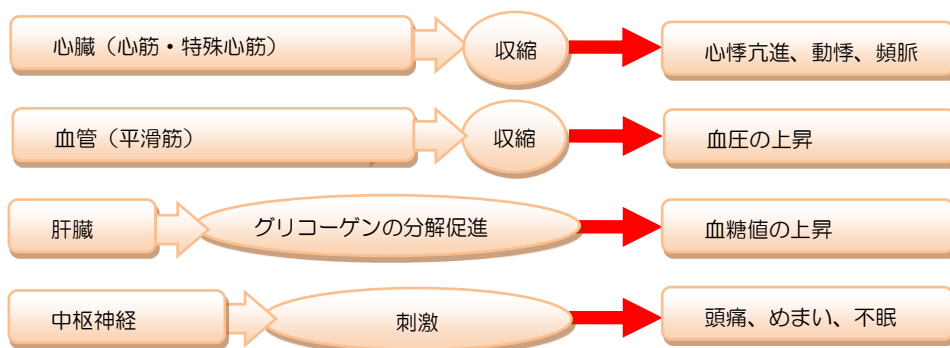 心臓（心筋・特殊心筋）
収縮
心悸亢進、動悸、頻脈
血管（平滑筋）
収縮
血圧の上昇
肝臓
グリコーゲンの分解促進
血糖値の上昇
中枢神経
刺激
頭痛、めまい、不眠